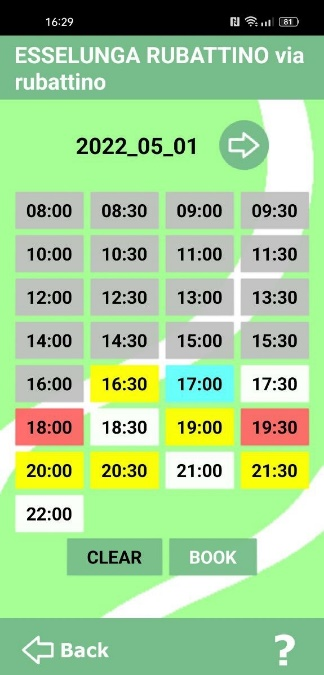 16:29 81
ESSELUNGA RUBATTINO via
rubattino
2022_05_01
08:00 08:30 09:00 09:30
10:00 10:30 11:00 11:30
12:00 12:30 13:00 13:30
14:00 14:30 15:00 15:30
16:00 16:30 17:00 17:30
18:00 18:30 19:00 19:30
20:00 20:30 21:00 21:30
22:00
CLEAR BOOK
Back ?